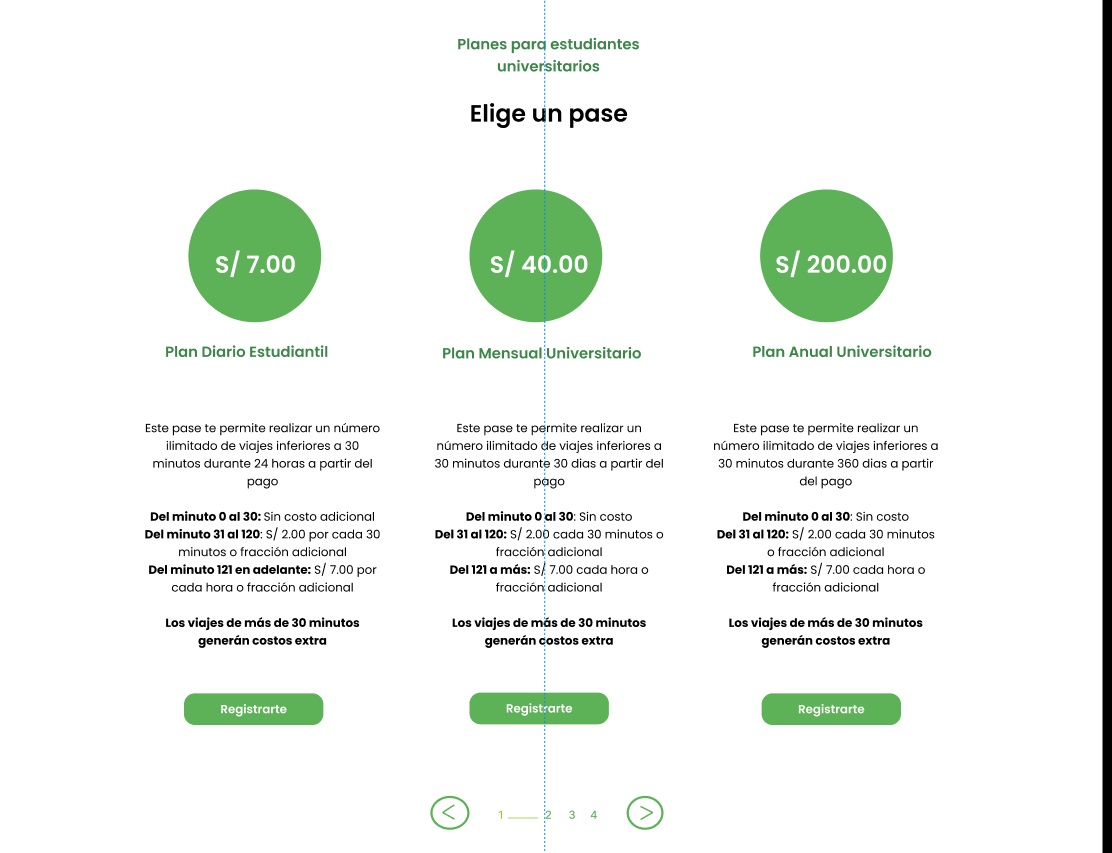 Planes para estudiantes
universitarios
Elige un pase
S/ 7.00
Plan Diario Estudiantil
Este pase te permite realizar un número
ilimitado de viajes inferiores a 30
minutos durante 24 horas a partir del
pago
Del minuto 0 al 30: Sin costo adicional
Del minuto 31 al 120: S/ 2.00 por cada 30
minutos o fracción adicional
Del minuto 121 en adelante: S/ 7.00 por
cada hora o fracción adicional
Los viajes de más de 30 minutos
generán costos extra
Registrarte
S/ 40.00
Plan Mensual Universitario
Este pase te permite realizar un
número ilimitado de viajes inferiores a
30 minutos durante 30 dias a partir del
pago
Del minuto 0 al 30: Sin costo
Del 31 al 120: S/ 2.00 cada 30 minutos o
fracción adicional
Del 121 a más: S/ 7.00 cada hora o
fracción adicional
Los viajes de más de 30 minutos
generán costos extra
Registrarte
S/ 200.00
Plan Anual Universitario
Este pase te permite realizar un
número ilimitado de viajes inferiores a
30 minutos durante 360 dias a partir
del pago
Del minuto 0 al 30: Sin costo
Del 31 al 120: S/ 2.00 cada 30 minutos
o fracción adicional
Del 121 a más: S/ 7.00 cada hora o
fracción adicional
Los viajes de más de 30 minutos
generán costos extra
Registrarte
1 2 3 4